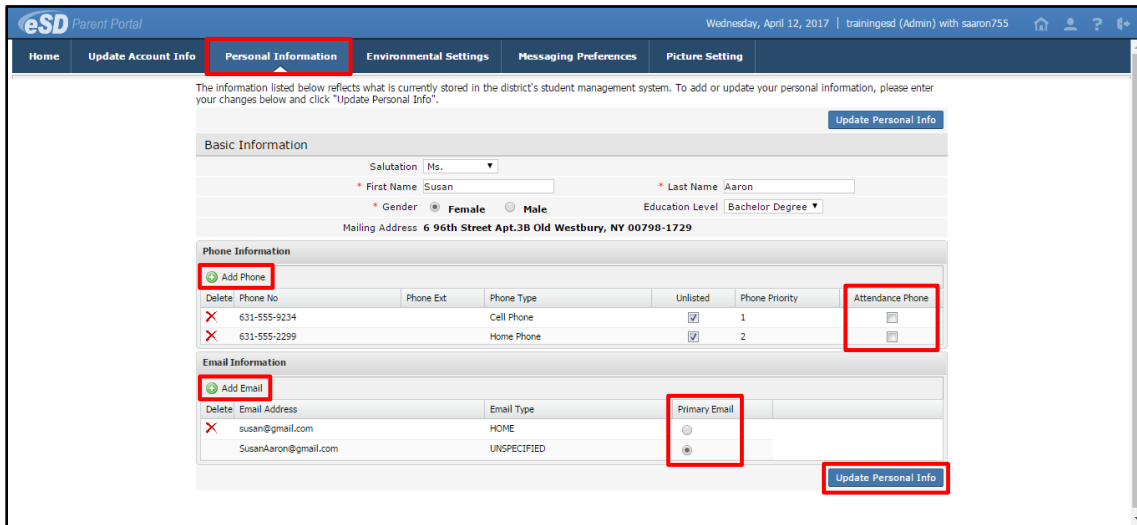 eSD Parent Portal Wednesday, April 12, 2017 | trainingesd (Admin) with saaron755 ?
Home Update Account Info Personal Information Environmental Settings Messaging Preferences Picture Setting
The information listed below reflects what is currently stored in the district's student management system. To add or update your personal information, please enter
your changes below and click "Update Personal Info".
Update Personal Info
Basic Information
Salutation Ms.
* First Name Susan * Last Name Aaron
* Gender Female Male Education Level Bachelor Degree
Mailing Address 6 96th Street Apt.3B Old Westbury, NY 00798-1729
Phone Information
Add Phone
Delete Phone No Phone Ext Phone Type Unlisted Phone Priority Attendance Phone
631-555-9234 Cell Phone 1
631-555-2299 Home Phone 2
Email Information
Add Email
Delete Email Address Email Type Primary Email
susan@gmail.com HOME
SusanAaron@gmail.com UNSPECIFIED
Update Personal Info